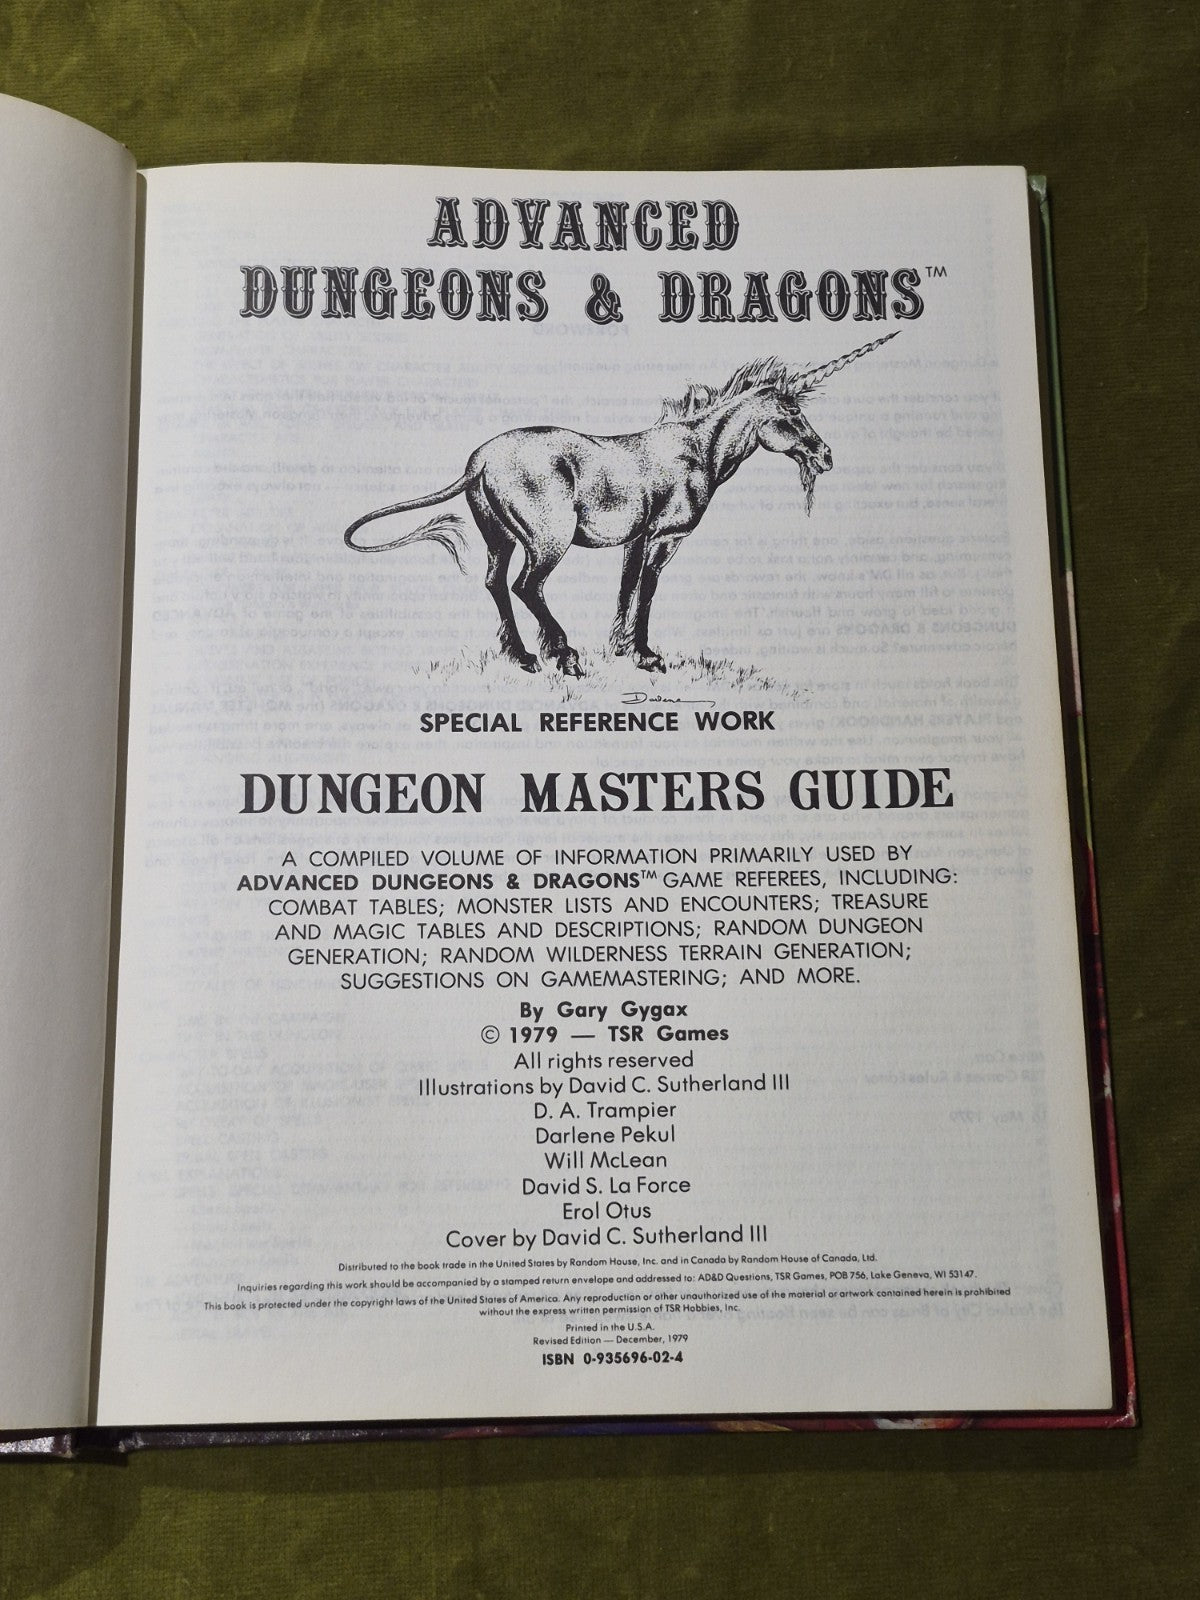 ADVANCED
DUNGEONS & DRAGONS™
Darlene
SPECIAL REFERENCE WORK
DUNGEON MASTERS GUIDE
A COMPILED VOLUME OF INFORMATION PRIMARILY USED BY
ADVANCED DUNGEONS & DRAGONS™ GAME REFEREES, INCLUDING:
COMBAT TABLES; MONSTER LISTS AND ENCOUNTERS; TREASURE
AND MAGIC TABLES AND DESCRIPTIONS; RANDOM DUNGEON
GENERATION; RANDOM WILDERNESS TERRAIN GENERATION;
SUGGESTIONS ON GAMEMASTERING; AND MORE.
By Gary Gygax
© 1979 — TSR Games
All rights reserved
Illustrations by David C. Sutherland III
D. A. Trampier
Darlene Pekul
Will McLean
David S. La Force
Erol Otus
Cover by David C. Sutherland III
Distributed to the book trade in the United States by Random House, Inc. and in Canada by Random House of Canada, Ltd.
Inquiries regarding this work should be accompanied by a stamped return envelope and addressed to: AD&D Questions, TSR Games, POB 756, Lake Geneva, WI 53147.
This book is protected under the copyright laws of the United States of America. Any reproduction or other unauthorized use of the material or artwork contained herein is prohibited
without the express written permission of TSR Hobbies, Inc.
Printed in the U.S.A.
Revised Edition — December, 1979
ISBN 0-935696-02-4